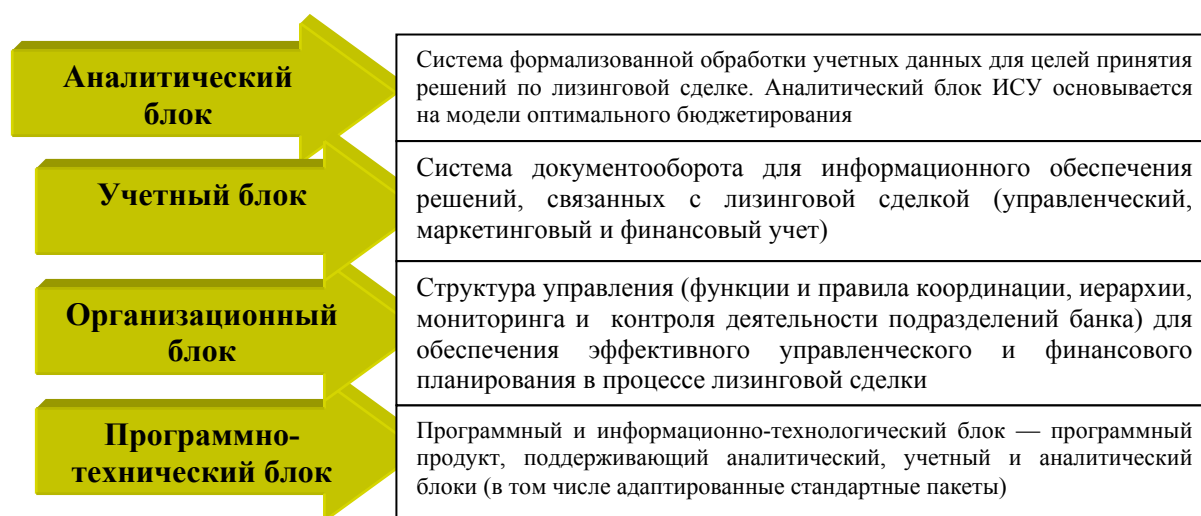 Аналитический
блок
Система формализованной обработки учетных данных для целей принятия
решений по лизинговой сделке. Аналитический блок ИСУ основывается
на модели оптимального бюджетирования
Учетный блок
Система документооборота для информационного обеспечения
решений, связанных с лизинговой сделкой (управленческий,
маркетинговый и финансовый учет)
Организационный
блок
Структура управления (функции и правила координации, иерархии,
мониторинга и контроля деятельности подразделений банка) для
обеспечения эффективного управленческого и финансового
планирования в процессе лизинговой сделки
Программно-
технический блок
Программный и информационно-технологический блок — программный
продукт, поддерживающий аналитический, учетный и аналитический
блоки (в том числе адаптированные стандартные пакеты)